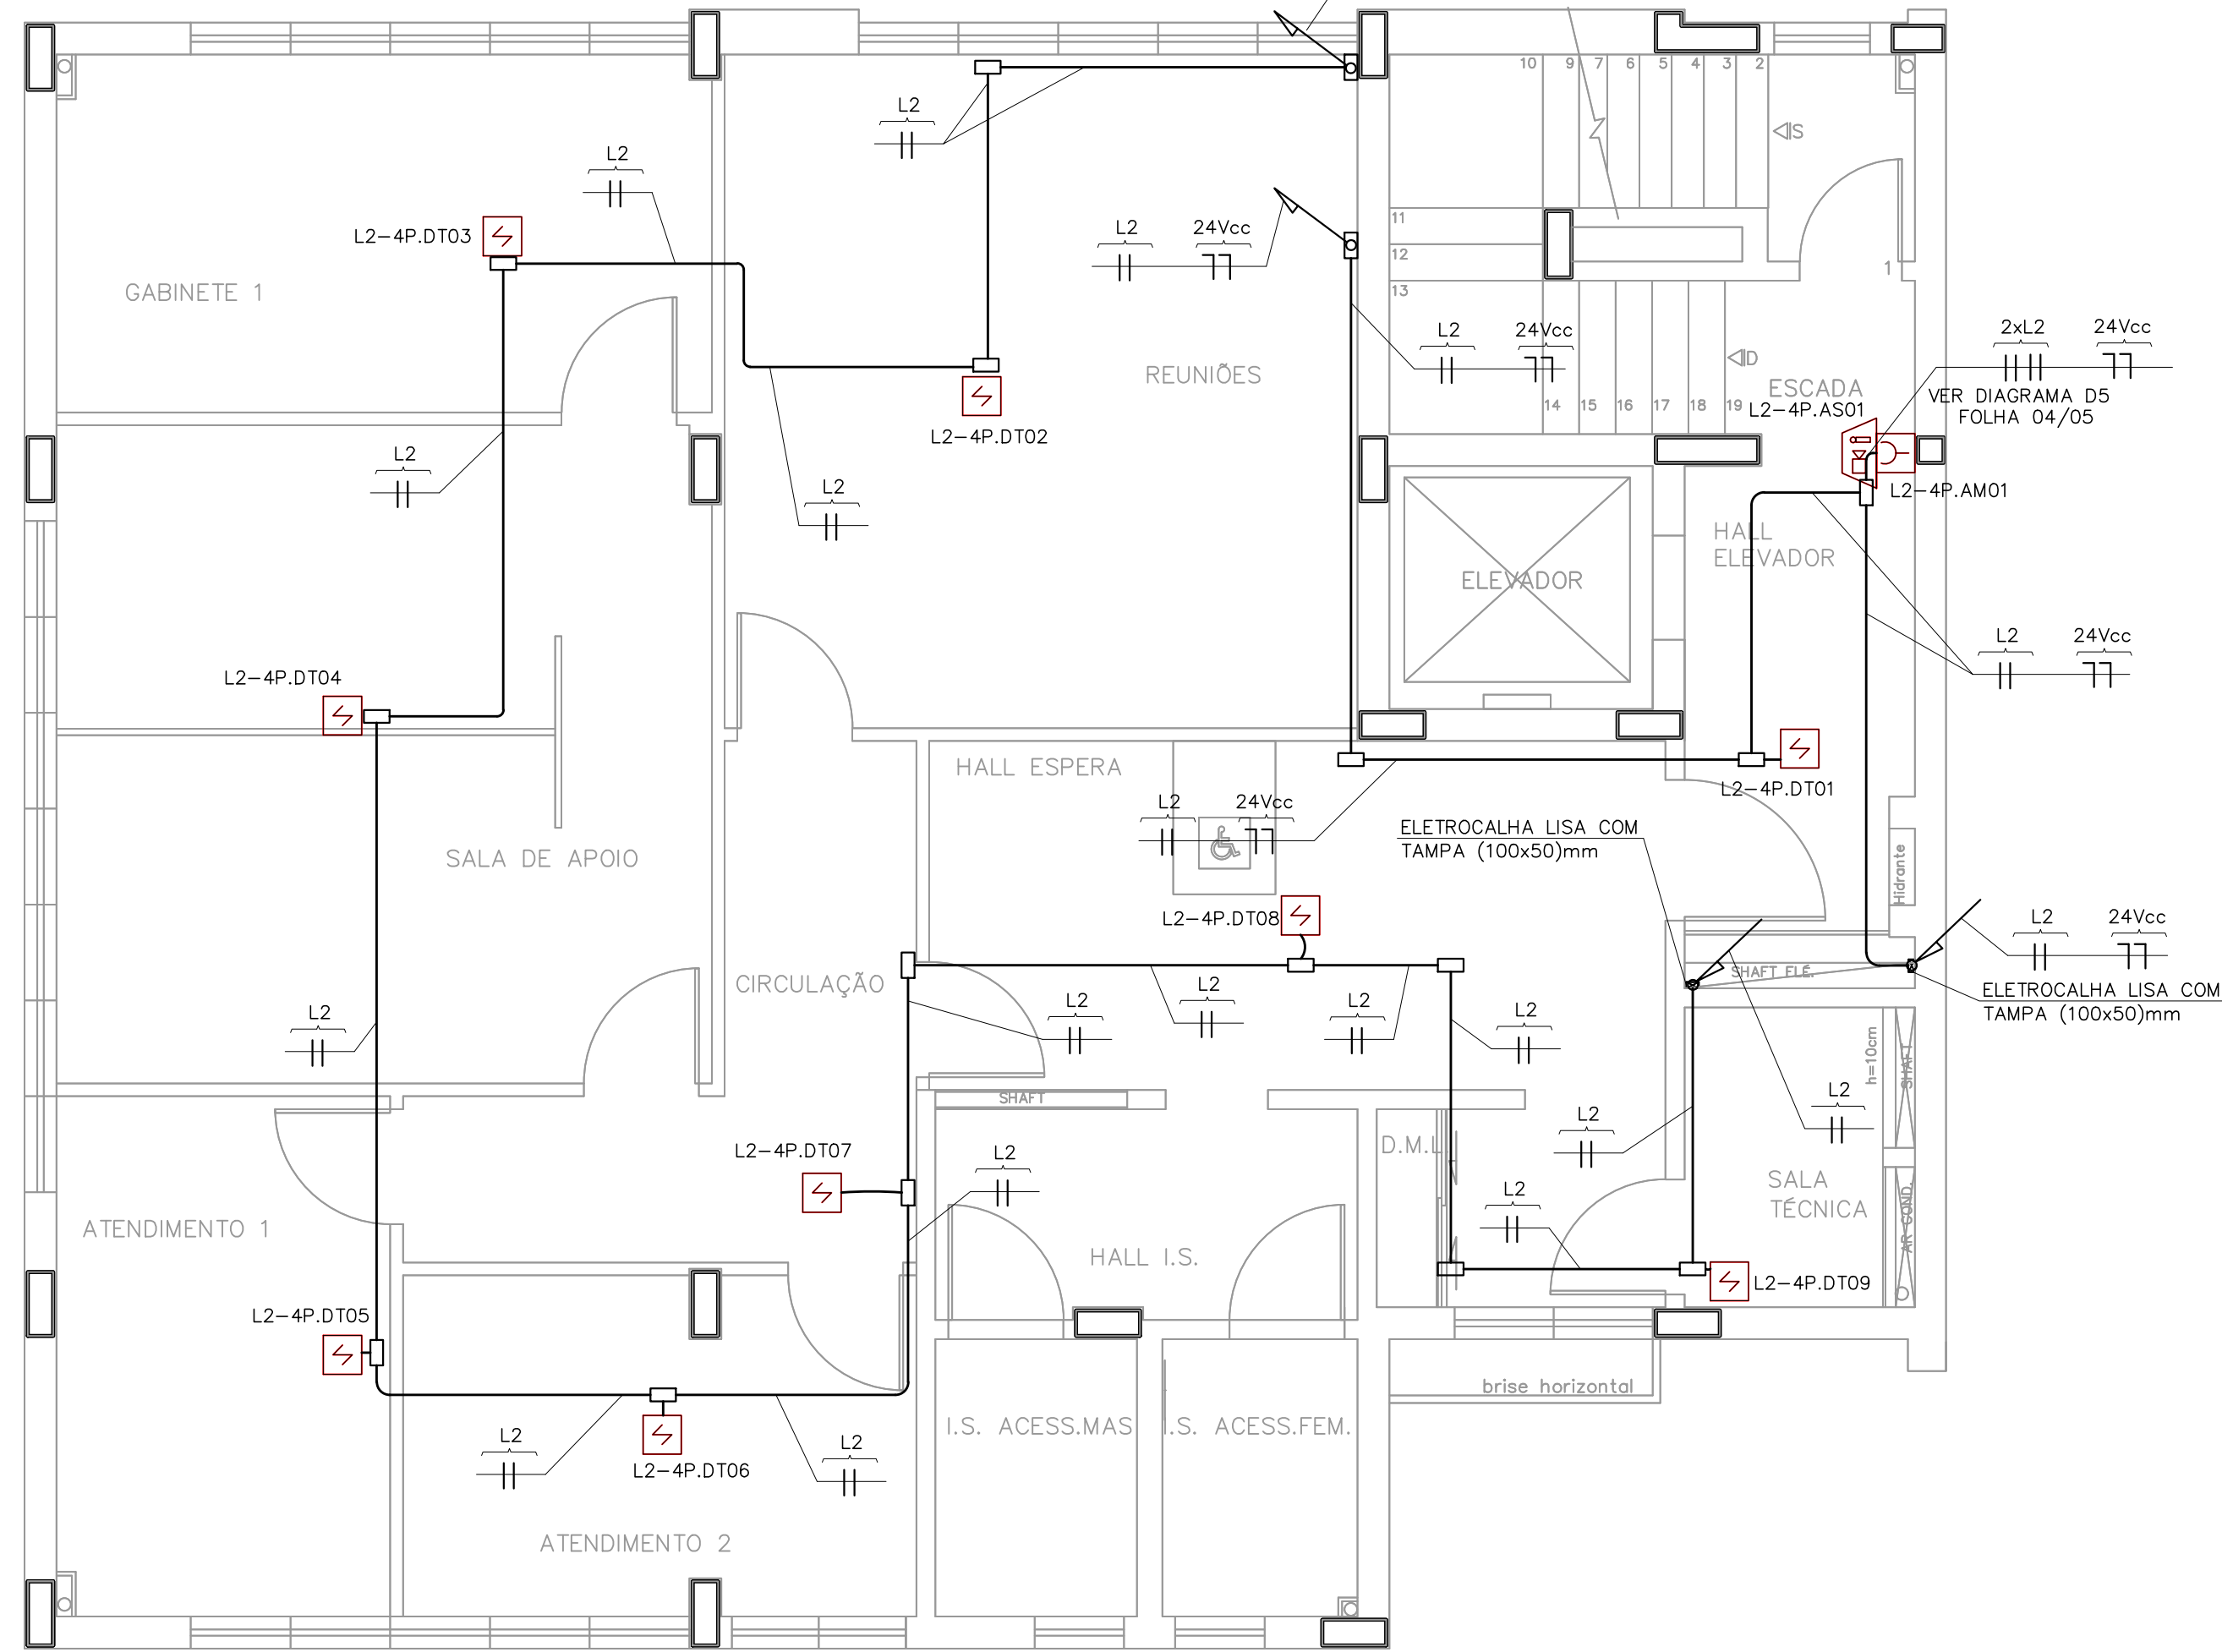 10 9 7 6 5 4 3 2
L2
S
L2
L2-4P.DT03
L2 24Vcc
11
12
13
1
GABINETE 1
L2 24Vcc
2xL2 24Vcc
REUNIÕES
D
ESCADA
VER DIAGRAMA D5
FOLHA 04/05
14 15 16 17 18 19
L2-4P.AS01
L2-4P.DT02
L2
L2
L2-4P.AM01
HALL
ELEVADOR
ELEVADOR
L2 24Vcc
L2-4P.DT04
HALL ESPERA
L2-4P.DT01
L2 24Vcc
ELETROCALHA LISA COM
TAMPA (100x50)mm
SALA DE APOIO
Hidrante
L2-4P.DT08
L2 24Vcc
CIRCULAÇÃO
SHAFT ELÉ.
ELETROCALHA LISA COM
TAMPA (100x50)mm
L2
L2
L2
L2
L2
h=10cm
SHAFT
SHAFT
L2
L2
L2-4P.DT07
L2
D.M.L.
SALA
TÉCNICA
L2
AR COND.
ATENDIMENTO 1
HALL I.S.
L2-4P.DT09
L2-4P.DT05
brise horizontal
I.S. ACESS.MAS
I.S. ACESS.FEM.
L2
L2
L2-4P.DT06
ATENDIMENTO 2